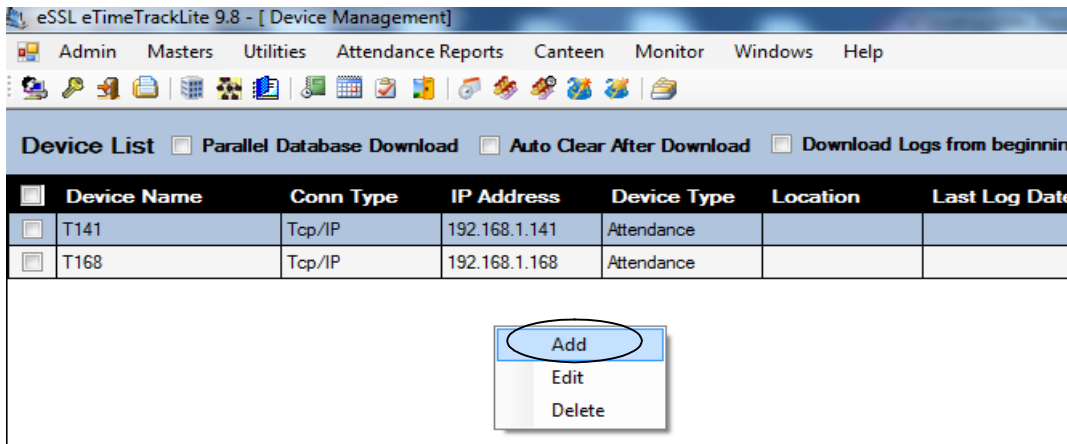 eSSL eTimeTrackLite 9.8 - [ Device Management]
Admin Masters Utilities Attendance Reports Canteen Monitor Windows Help
Device List Parallel Database Download Auto Clear After Download Download Logs from beginnin
Device Name Conn Type IP Address Device Type Location Last Log Date
T141 Tcp/IP 192.168.1.141 Attendance
T168 Tcp/IP 192.168.1.168 Attendance
Add
Edit
Delete